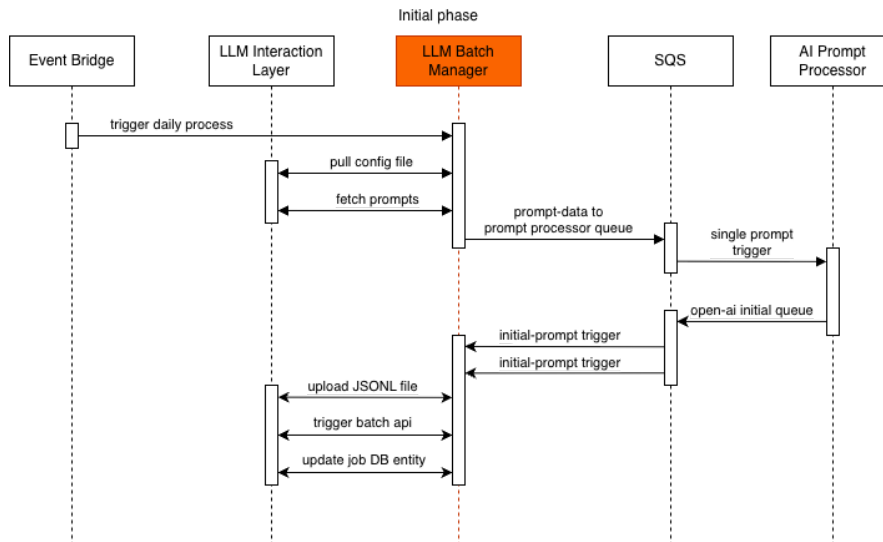 Initial phase
Event Bridge
LLM Interaction
Layer
LLM Batch
Manager
SQS
AI Prompt
Processor
trigger daily process
pull config file
fetch prompts
prompt-data to
prompt processor queue
single prompt
trigger
open-ai initial queue
initial-prompt trigger
initial-prompt trigger
upload JSONL file
trigger batch api
update job DB entity